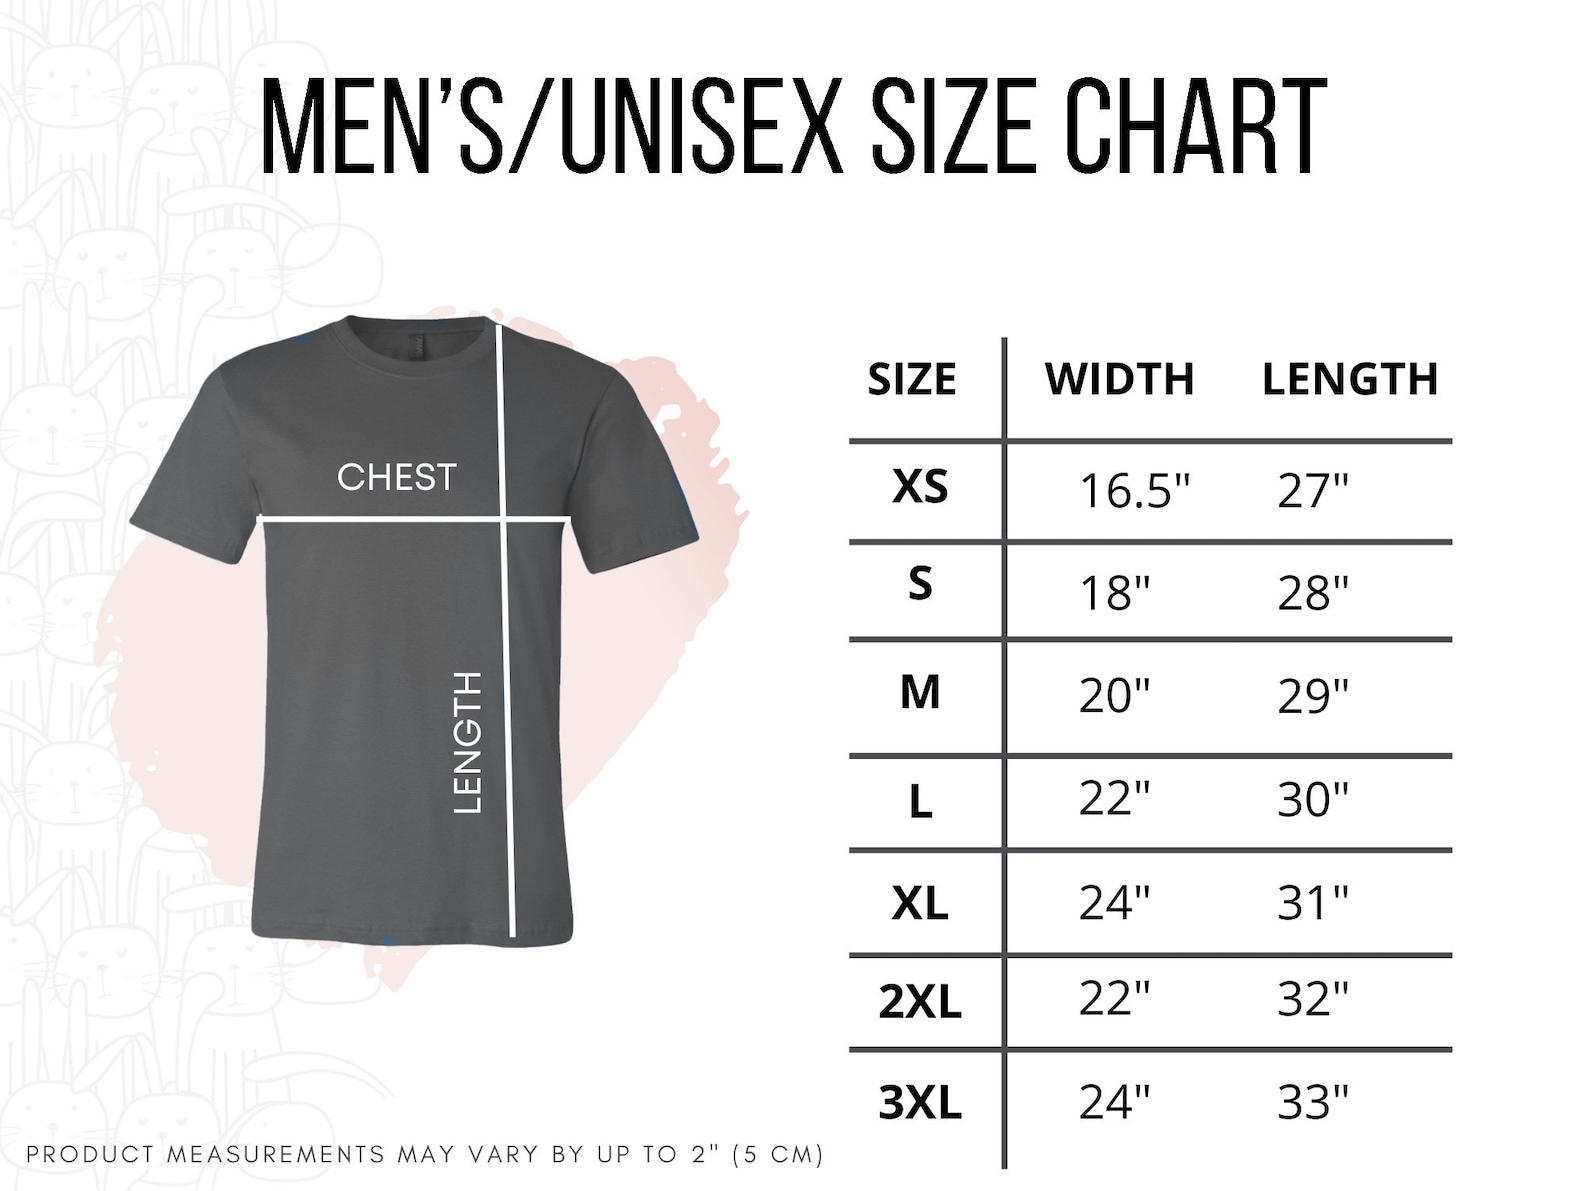 MEN'S/UNISEX SIZE CHART
CHEST
LENGTH
SIZE WIDTH LENGTH
XS 16.5" 27"
S 18" 28"
M 20" 29"
L 22" 30"
XL 24" 31"
2XL 22" 32"
3XL 24" 33"
PRODUCT MEASUREMENTS MAY VARY BY UP TO 2" (5 CM)